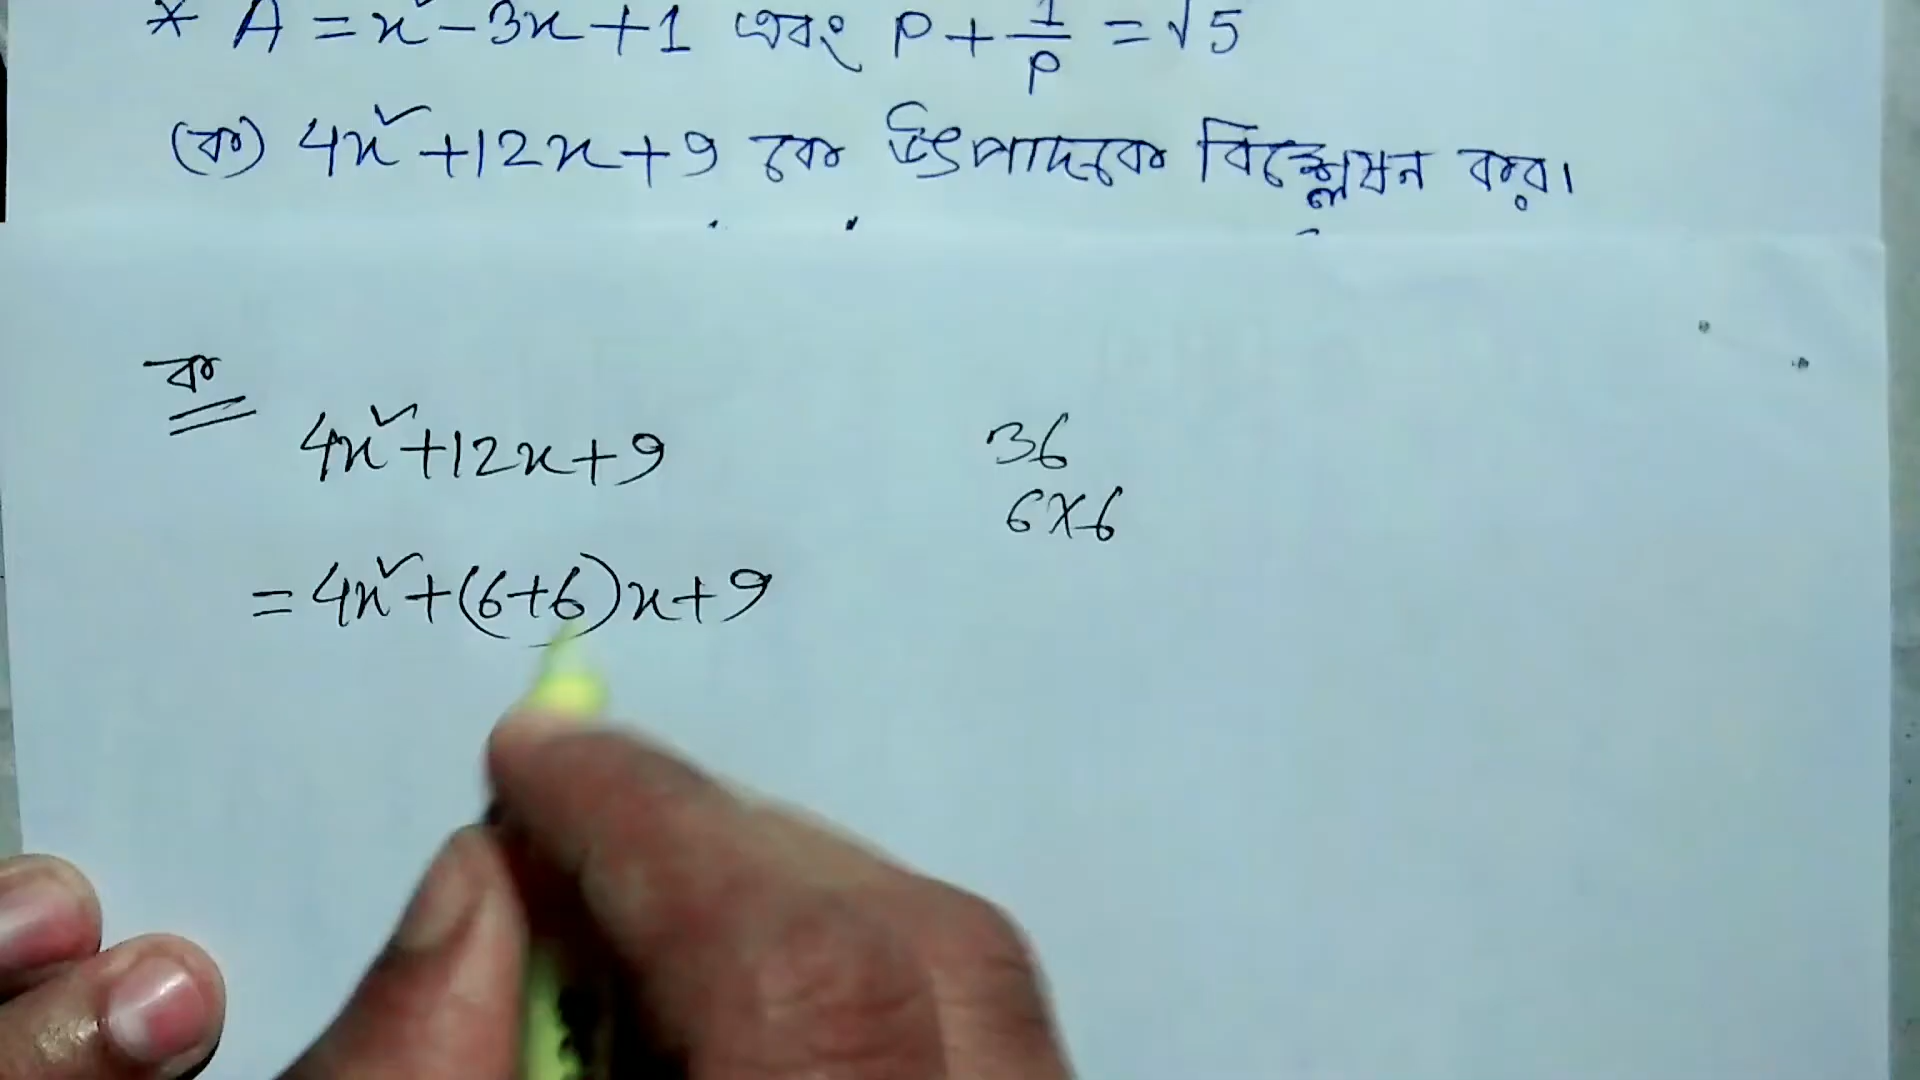 * A = x² - 3x + 1 এবং P + 1/P = √5
(ক) 4x² + 12x + 9 কে উৎপাদকে বিশ্লেষন কর।
ক
4x² + 12x + 9
36
6×6
= 4x² + (6+6)x + 9